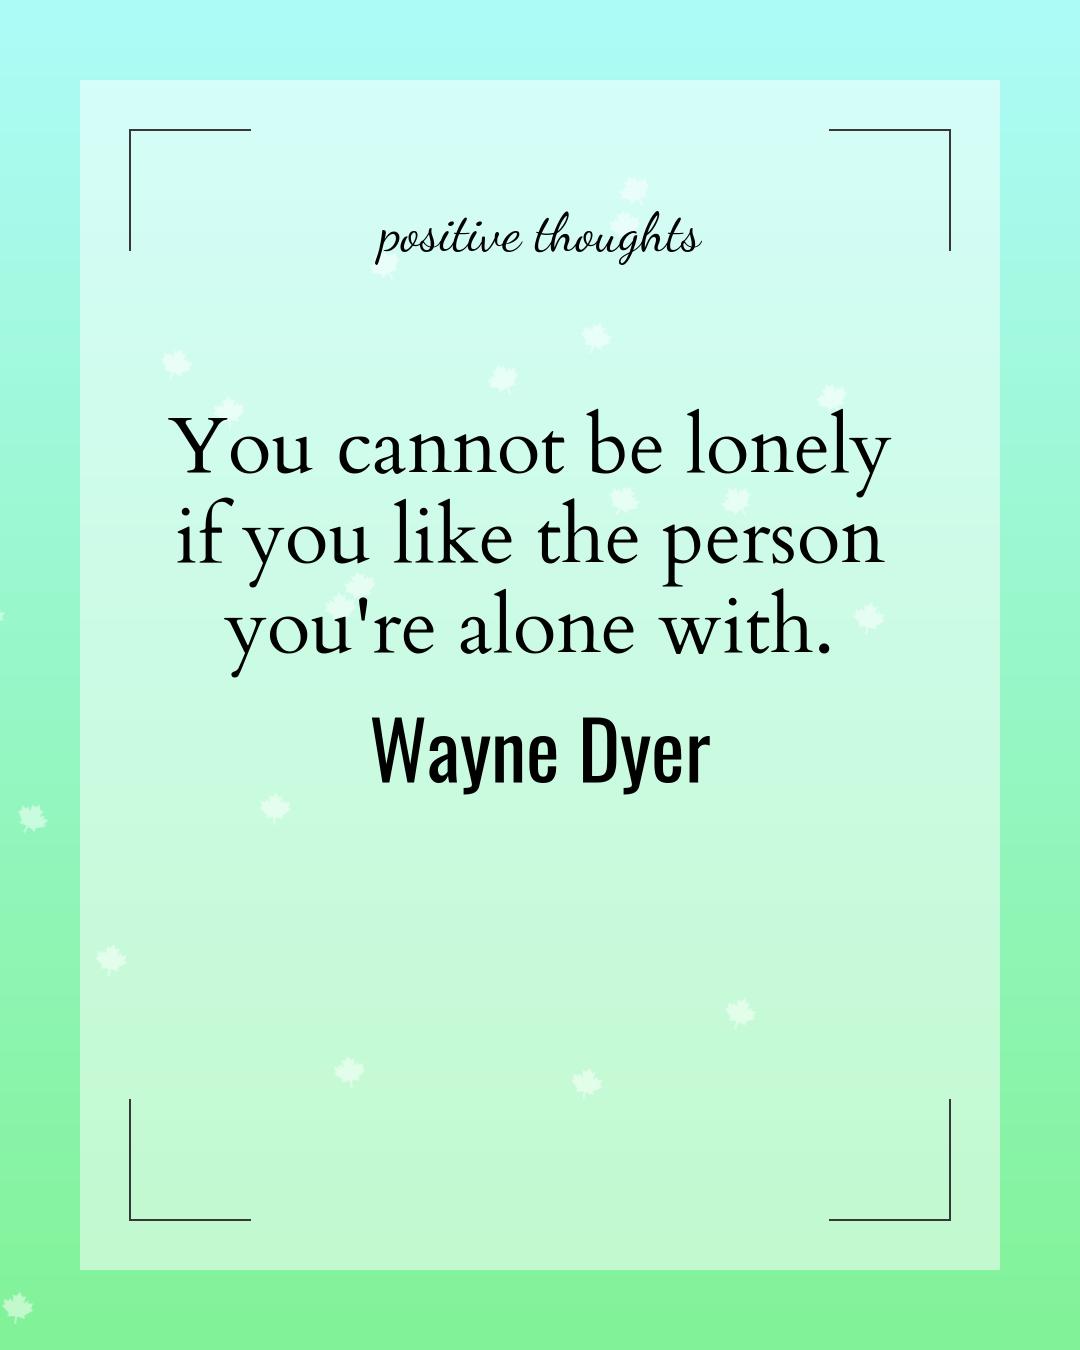 positive thoughts
You cannot be lonely
if you like the person
you're alone with.
Wayne Dyer